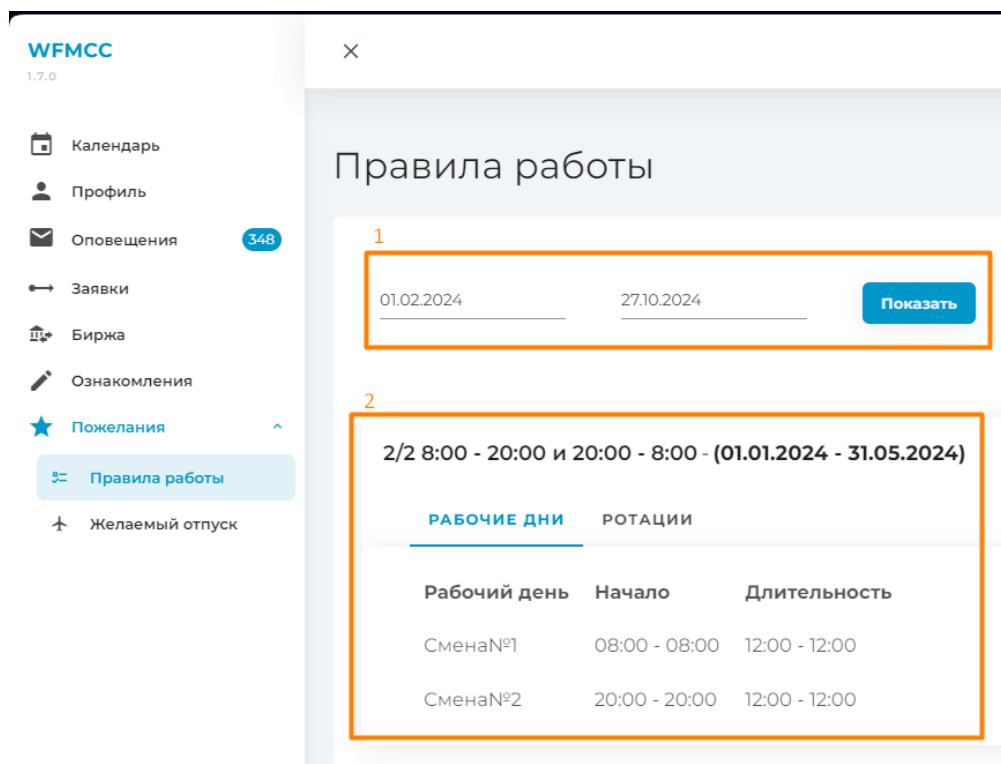 WFMCC
1.7.0
Календарь
Профиль
Оповещения 348
Заявки
Биржа
Ознакомления
Пожелания
Правила работы
Желаемый отпуск
Правила работы
1
01.02.2024 27.10.2024 Показать
2
2/2 8:00 - 20:00 и 20:00 - 8:00 - (01.01.2024 - 31.05.2024)
РАБОЧИЕ ДНИ РОТАЦИИ
Рабочий день Начало Длительность
Смена№1 08:00 - 08:00 12:00 - 12:00
Смена№2 20:00 - 20:00 12:00 - 12:00